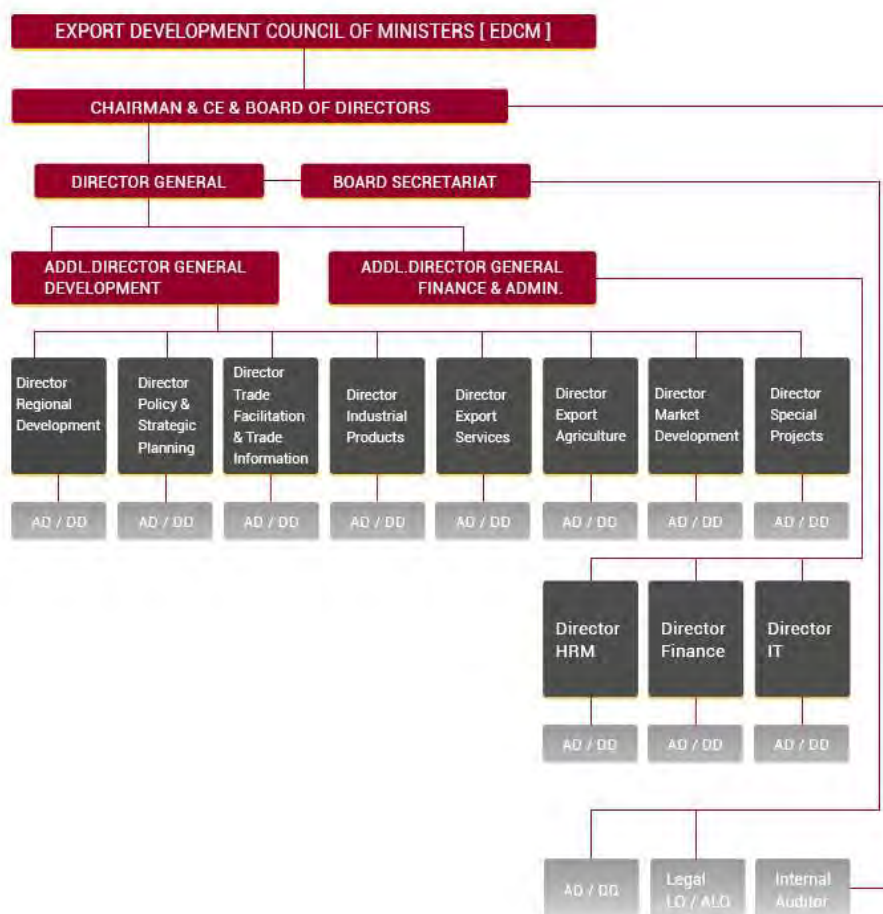 EXPORT DEVELOPMENT COUNCIL OF MINISTERS [ EDCM ]
CHAIRMAN & CE & BOARD OF DIRECTORS
DIRECTOR GENERAL
BOARD SECRETARIAT
ADDL.DIRECTOR GENERAL
DEVELOPMENT
ADDL.DIRECTOR GENERAL
FINANCE & ADMIN.
Director
Regional
Development
Director
Policy &
Strategic
Planning
Director
Trade
Facilitation
& Trade
Information
Director
Industrial
Products
Director
Export
Services
Director
Export
Agriculture
Director
Market
Development
Director
Special
Projects
AD / DD
AD / DD
AD / DD
AD / DD
AD / DD
AD / DD
AD / DD
AD / DD
Director
HRM
Director
Finance
Director
IT
AD / DD
AD / DD
AD / DD
AD / DD
Legal
LO / ALO
Internal
Auditor